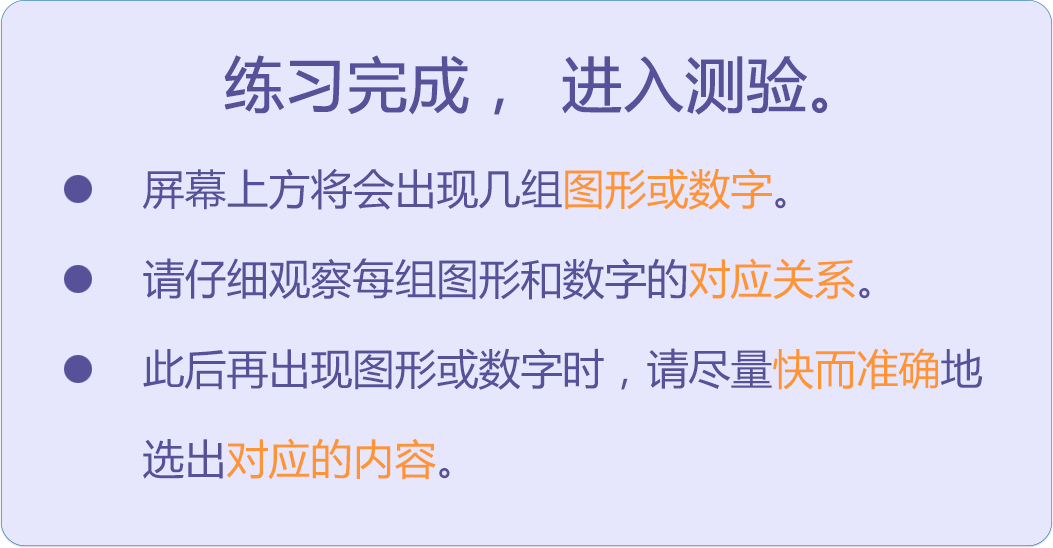 练习完成， 进入测验。
● 屏幕上方将会出现几组图形或数字。
● 请仔细观察每组图形和数字的对应关系。
● 此后再出现图形或数字时，请尽量快而准确地
选出对应的内容。